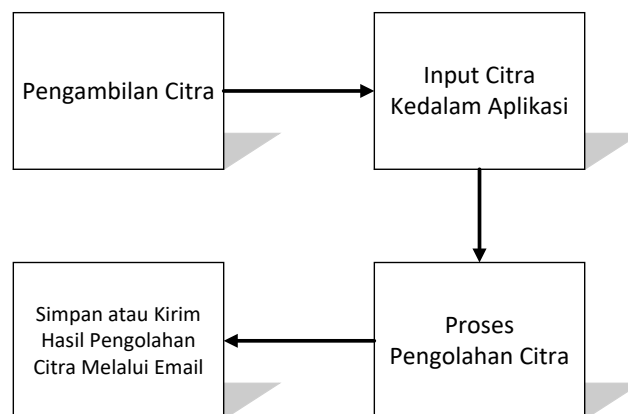 Pengambilan Citra
Input Citra
Kedalam Aplikasi
Proses
Pengolahan Citra
Simpan atau Kirim
Hasil Pengolahan
Citra Melalui Email